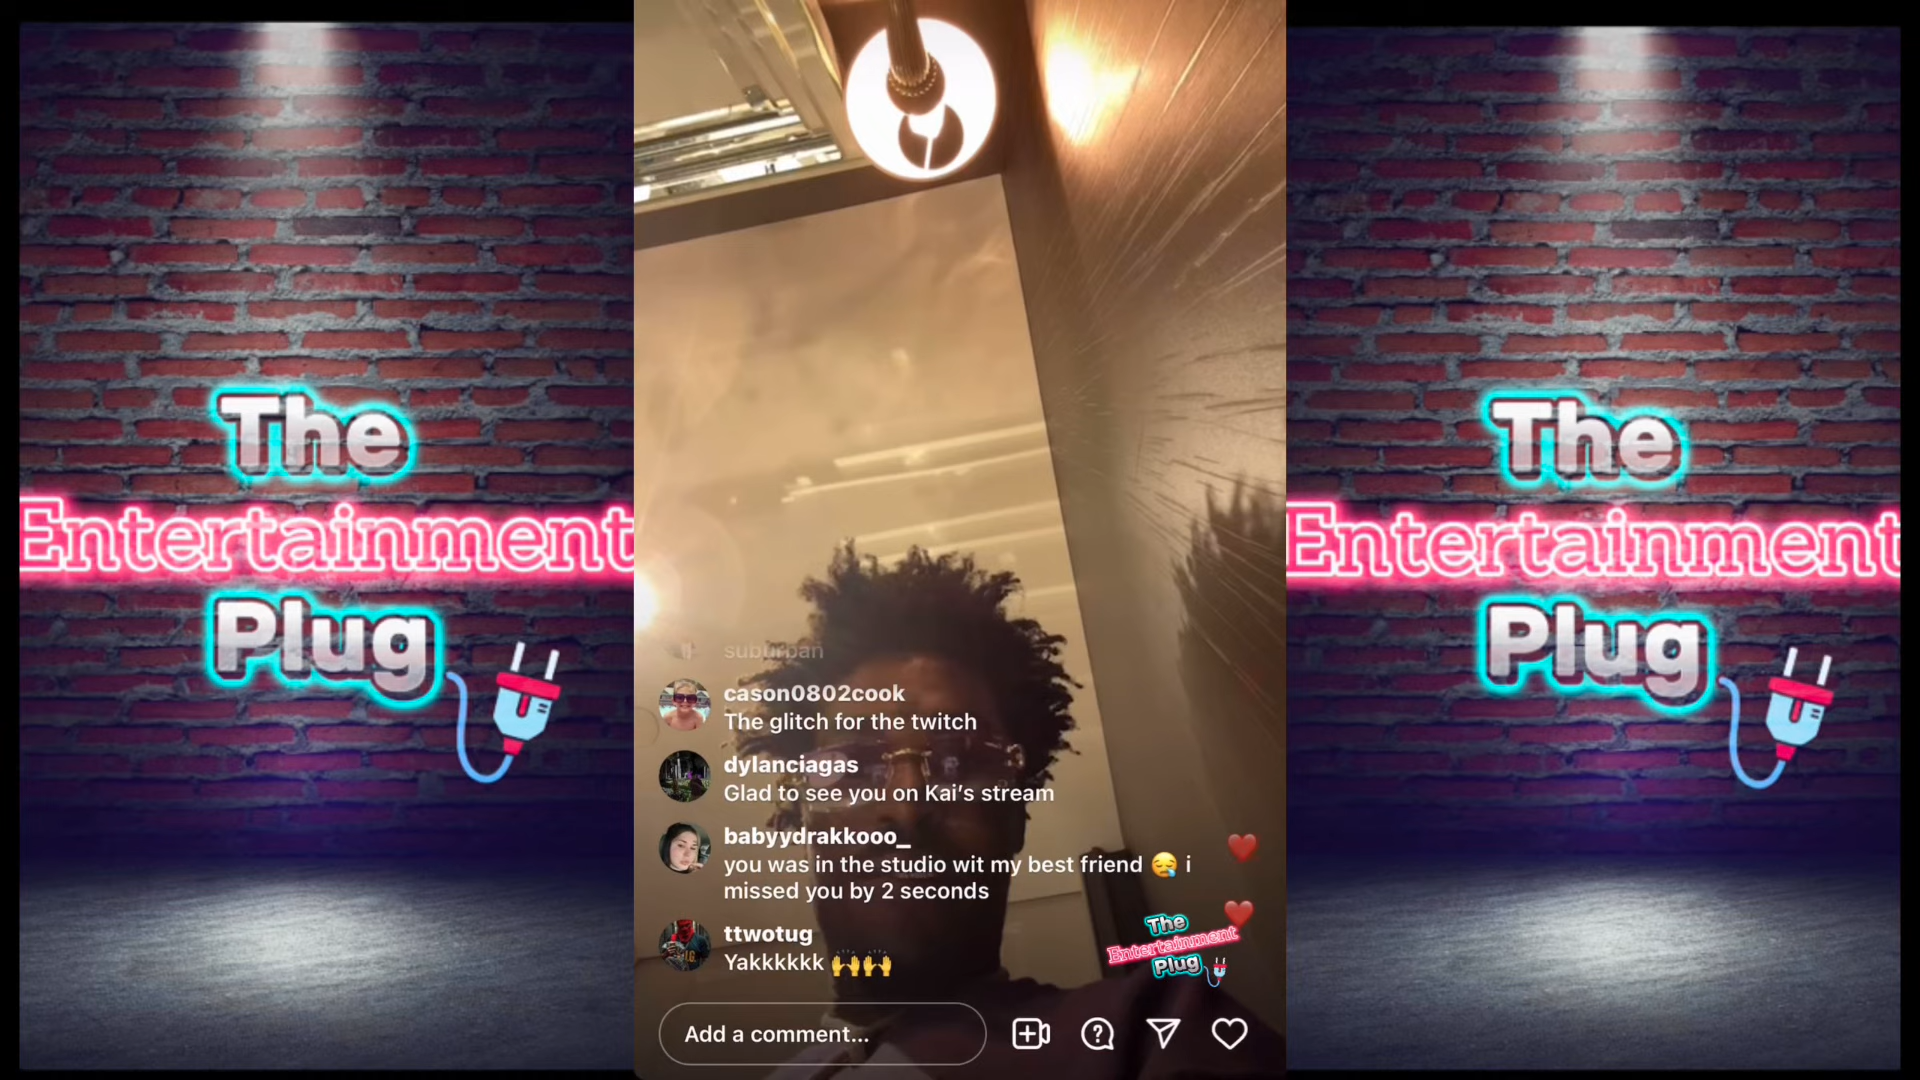 The
Entertainment
Plug
suburban
cason0802cook
The glitch for the twitch
dylanciagas
Glad to see you on Kai's stream
babyydrakkooo_
you was in the studio wit my best friend 😪 i
missed you by 2 seconds
ttwotug
Yakkkkkk 🙌🙌
Add a comment...
The
Entertainment
Plug
The
Entertainment
Plug